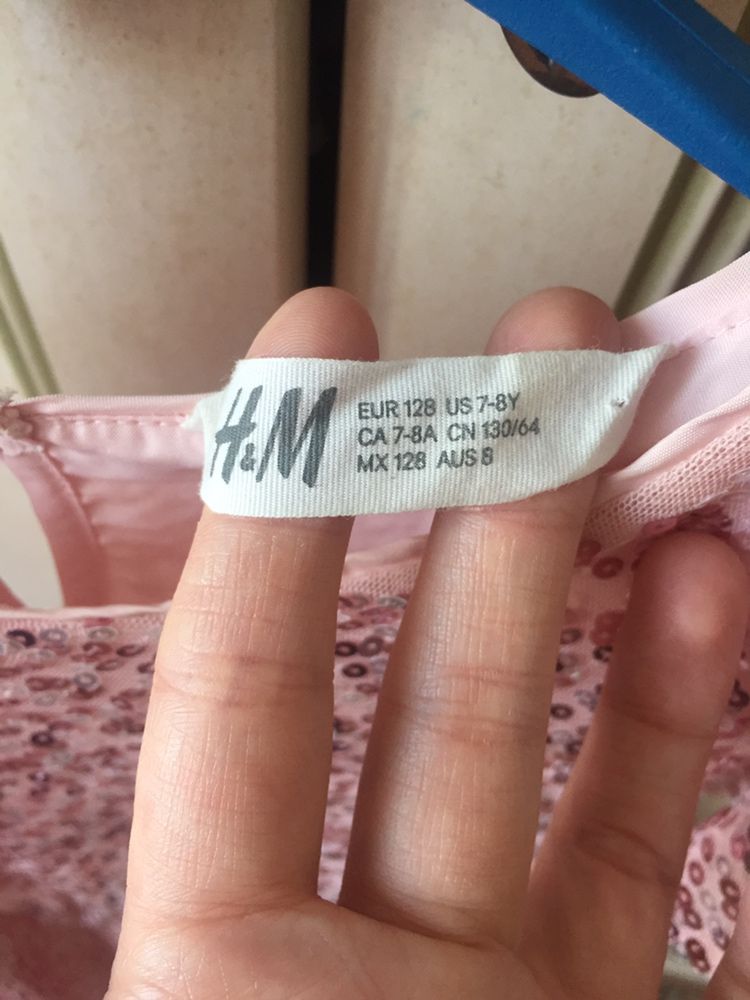 H&M
EUR 128 US 7-8Y
CA 7-8A CN 130/64
MX 128 AUS 8